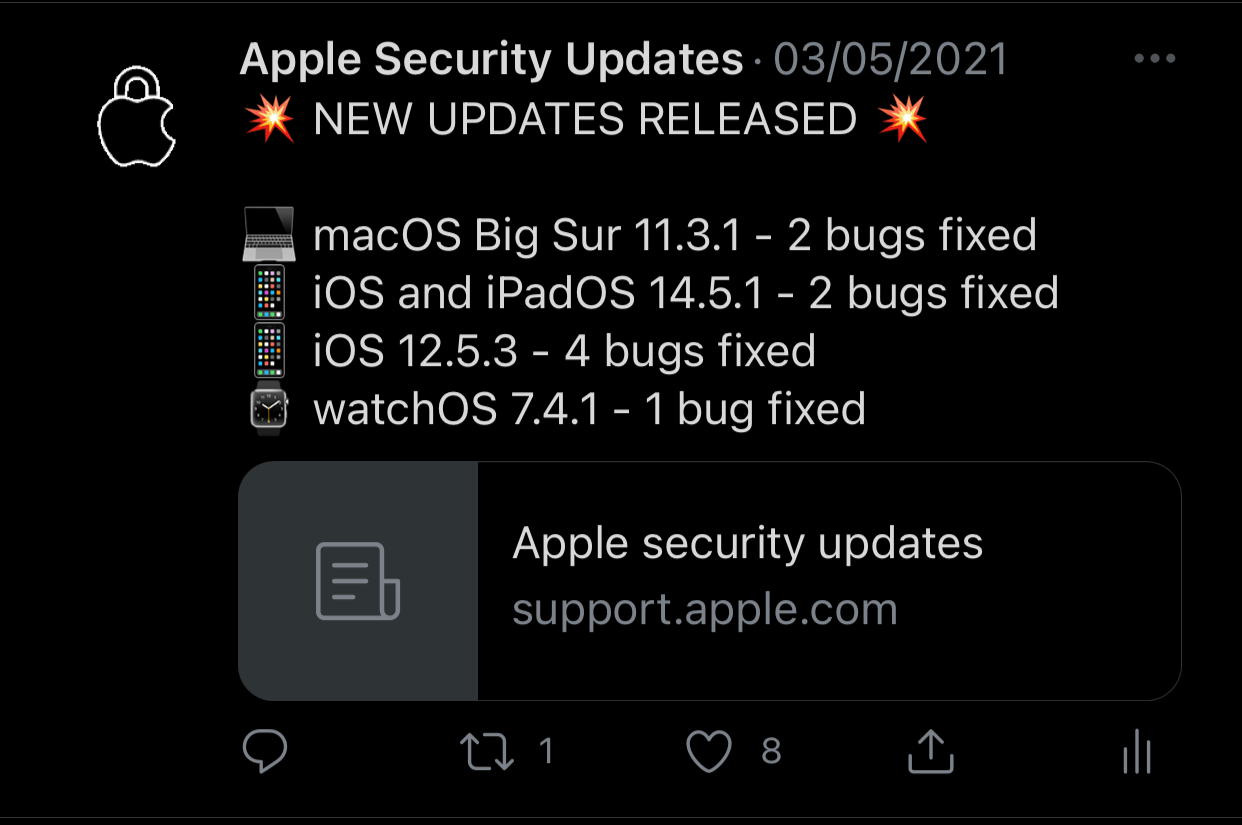 Apple Security Updates · 03/05/2021
💥 NEW UPDATES RELEASED 💥
💻 macOS Big Sur 11.3.1 - 2 bugs fixed
📱 iOS and iPadOS 14.5.1 - 2 bugs fixed
📱 iOS 12.5.3 - 4 bugs fixed
⌚ watchOS 7.4.1 - 1 bug fixed
Apple security updates
support.apple.com
1 8